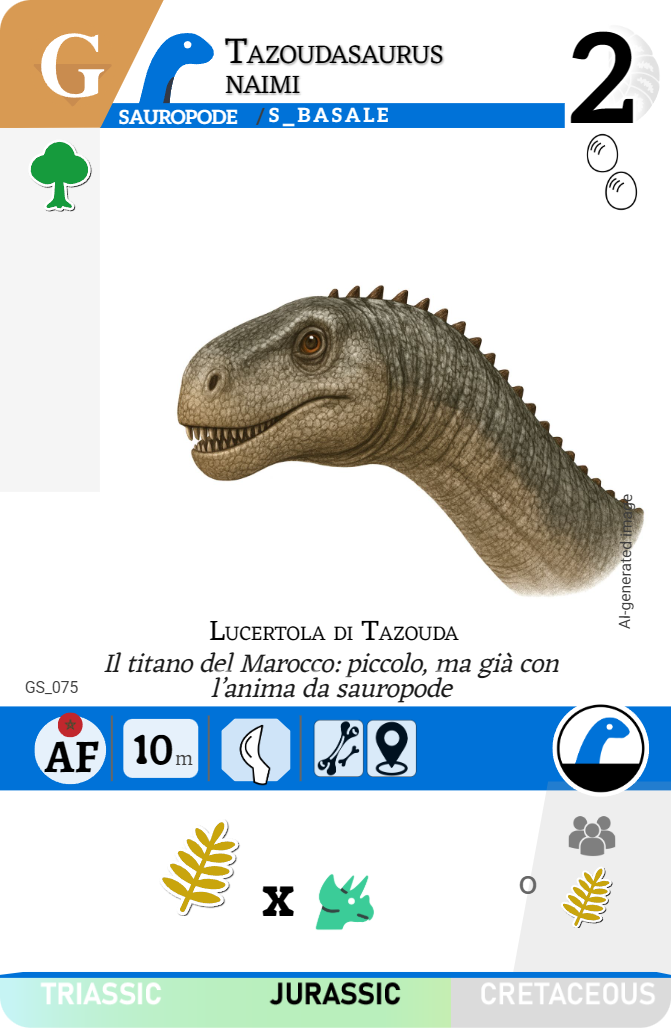 G
TAZOUDASAURUS
NAIMI
2
SAUROPODE / S_BASALE
AI-generated image
LUCERTOLA DI TAZOUDA
Il titano del Marocco: piccolo, ma già con
l'anima da sauropode
GS_075
AF
10 m
x
O
TRIASSIC JURASSIC CRETACEOUS